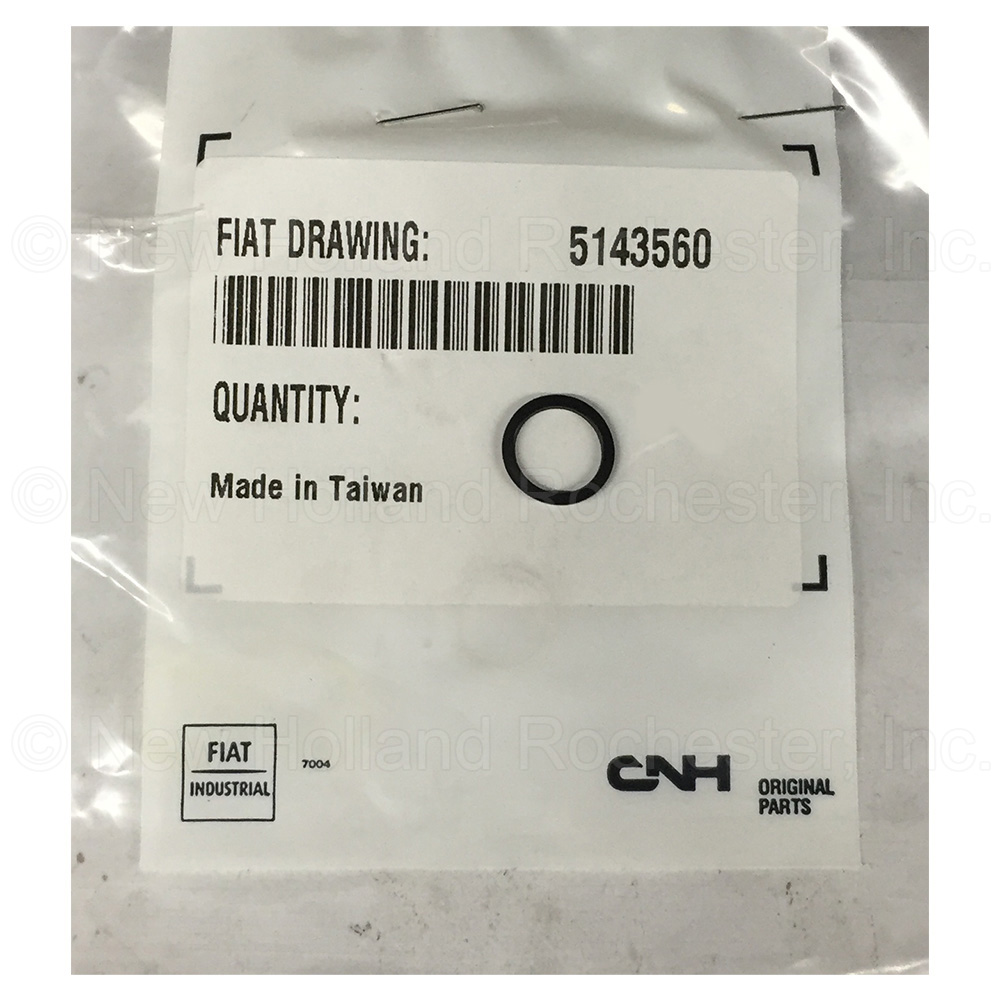 FIAT DRAWING: 5143560
QUANTITY:
Made in Taiwan
FIAT
INDUSTRIAL
7004
CNH
ORIGINAL
PARTS
© New Holland Rochester, Inc.
© New Holland Rochester, Inc.
© New Holland Rochester, Inc.